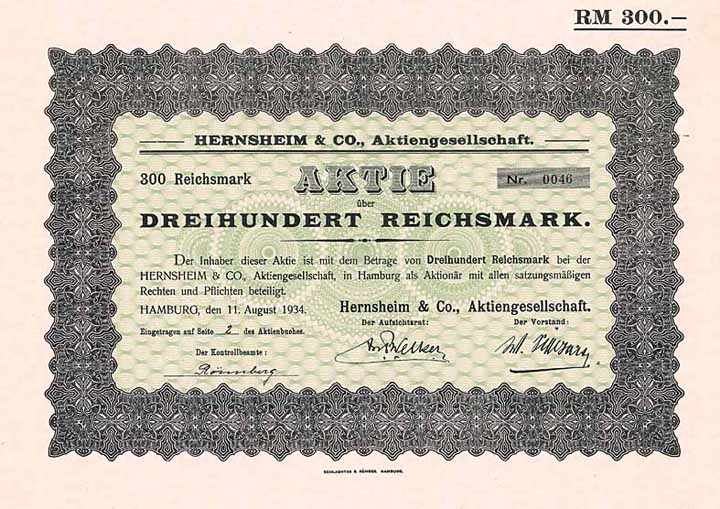 RM 300.—
HERNSHEIM & CO., Aktiengesellschaft.
300 Reichsmark AKTIE Nr. 0046
über
DREIHUNDERT REICHSMARK.
Der Inhaber dieser Aktie ist mit dem Betrage von Dreihundert Reichsmark bei der
HERNSHEIM & CO., Aktiengesellschaft, in Hamburg als Aktionär mit allen satzungsmäßigen
Rechten und Pflichten beteiligt.
HAMBURG, den 11. August 1934. Hernsheim & Co., Aktiengesellschaft.
Der Aufsichtsrat: Der Vorstand:
Eingetragen auf Seite 2 des Aktienbuches.
Der Kontrollbeamte:
Rönnberg
HAMBURG.